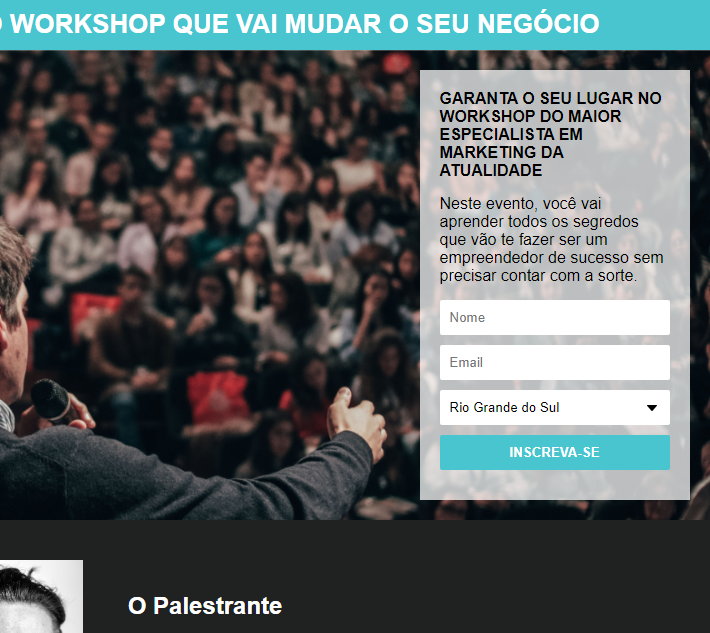 O WORKSHOP QUE VAI MUDAR O SEU NEGÓCIO
GARANTA O SEU LUGAR NO
WORKSHOP DO MAIOR
ESPECIALISTA EM
MARKETING DA
ATUALIDADE
Neste evento, você vai
aprender todos os segredos
que vão te fazer ser um
empreendedor de sucesso sem
precisar contar com a sorte.
Nome
Email
Rio Grande do Sul
INSCREVA-SE
O Palestrante